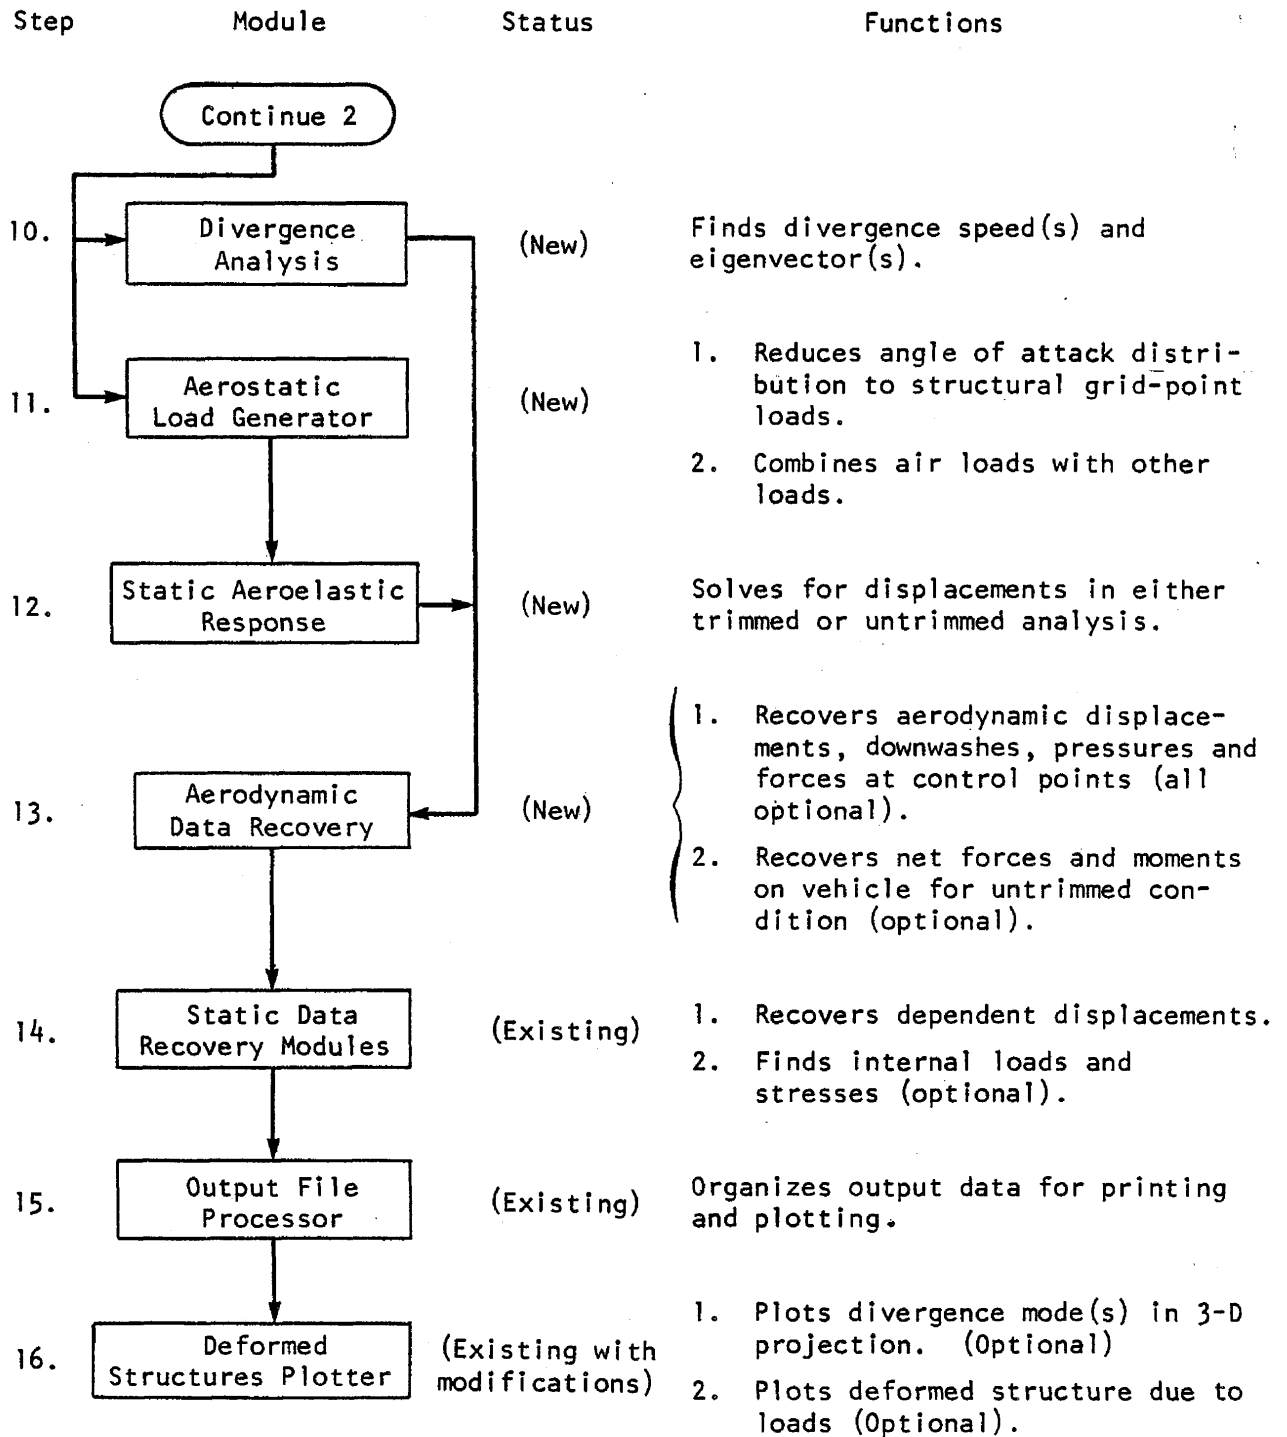 Step Module Status Functions
Continue 2
10. Divergence Analysis (New) Finds divergence speed(s) and
eigenvector(s).
11. Aerostatic Load Generator (New) 1. Reduces angle of attack distri-
bution to structural grid-point
loads.
2. Combines air loads with other
loads.
12. Static Aeroelastic Response (New) Solves for displacements in either
trimmed or untrimmed analysis.
13. Aerodynamic Data Recovery (New) 1. Recovers aerodynamic displace-
ments, downwashes, pressures and
forces at control points (all
optional).
2. Recovers net forces and moments
on vehicle for untrimmed con-
dition (optional).
14. Static Data Recovery Modules (Existing) 1. Recovers dependent displacements.
2. Finds internal loads and
stresses (optional).
15. Output File Processor (Existing) Organizes output data for printing
and plotting.
16. Deformed Structures Plotter (Existing with modifications) 1. Plots divergence mode(s) in 3-D
projection. (Optional)
2. Plots deformed structure due to
loads (Optional).